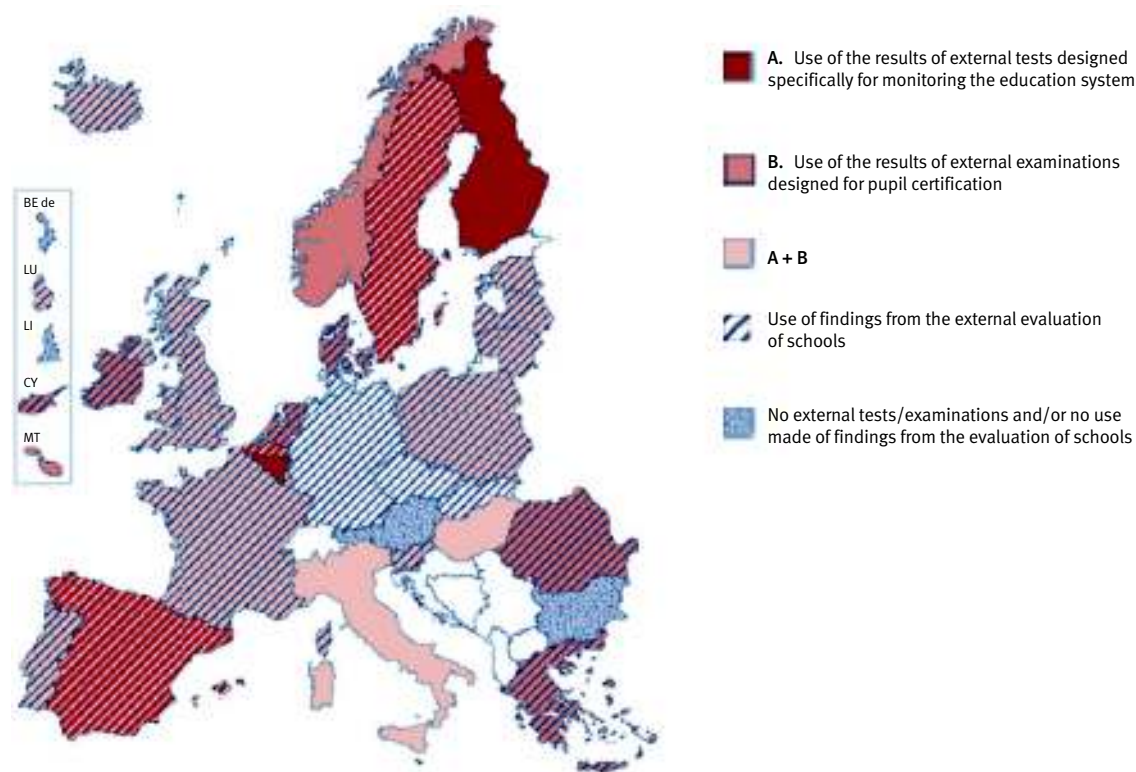 A. Use of the results of external tests designed
specifically for monitoring the education system
B. Use of the results of external examinations
designed for pupil certification
A + B
Use of findings from the external evaluation
of schools
No external tests/examinations and/or no use
made of findings from the evaluation of schools
BE de
LU
LI
CY
MT